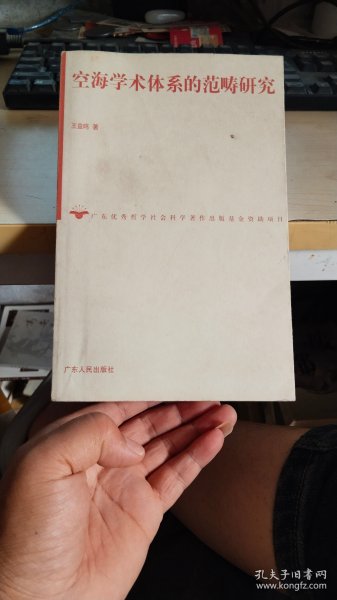 空海学术体系的范畴研究
王益鸣 著
广东优秀哲学社会科学著作出版基金资助项目
广东人民出版社
孔夫子旧书网
www.kongfz.com